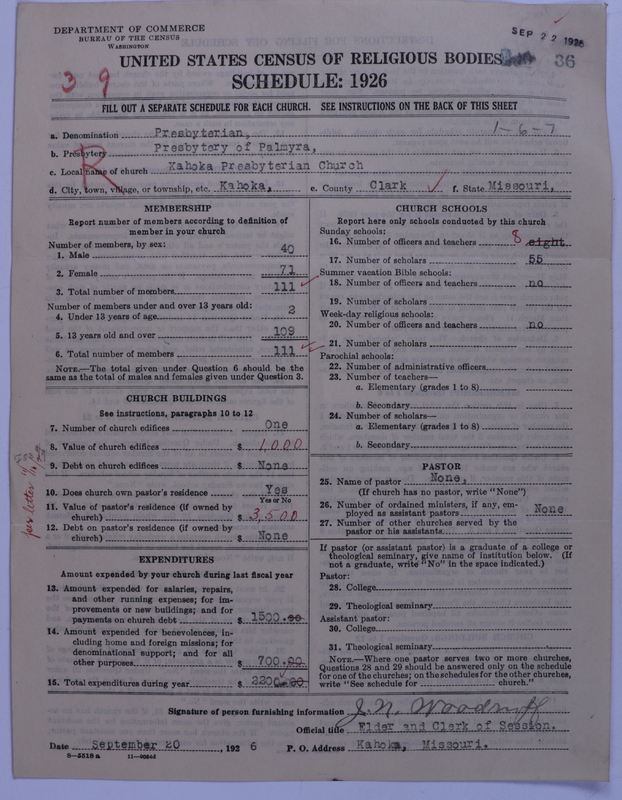 DEPARTMENT OF COMMERCE
BUREAU OF THE CENSUS
WASHINGTON
SEP 22 1926
UNITED STATES CENSUS OF RELIGIOUS BODIES
36
3 9
SCHEDULE: 1926
FILL OUT A SEPARATE SCHEDULE FOR EACH CHURCH. SEE INSTRUCTIONS ON THE BACK OF THIS SHEET
1-6-7
a. Denomination Presbyterian,
b. Presbytery Presbytery of Palmyra,
R
c. Local name of church Kahoka Presbyterian Church
d. City, town, village, or township, etc. Kahoka, e. County Clark f. State Missouri,
MEMBERSHIP
Report number of members according to definition of
member in your church
Number of members, by sex:
1. Male 40
2. Female 71
3. Total number of members 111
Number of members under and over 13 years old:
4. Under 13 years of age 2
5. 13 years old and over 109
6. Total number of members 111
NOTE.—The total given under Question 6 should be
same as the total of males and females given under Question 3.
CHURCH BUILDINGS
See instructions, paragraphs 10 to 12
7. Number of church edifices One
8. Value of church edifices $ 1,000
9. Debt on church edifices $ None
10. Does church own pastor's residence Yes
Yes or No
11. Value of pastor's residence (if owned by
church) $ 3,500
12. Debt on pastor's residence (if owned by
church) $ None
per letter
EXPENDITURES
Amount expended by your church during last fiscal year
13. Amount expended for salaries, repairs,
and other running expenses; for im-
provements or new buildings; and for
payments on church debt $ 1500.00
14. Amount expended for benevolences, in-
cluding home and foreign missions; for
denominational support; and for all
other purposes $ 700.00
15. Total expenditures during year $ 2200.00
CHURCH SCHOOLS
Report here only schools conducted by this church
Sunday schools:
16. Number of officers and teachers 8 eight
17. Number of scholars 55
Summer vacation Bible schools:
18. Number of officers and teachers no
19. Number of scholars
Week-day religious schools:
20. Number of officers and teachers no
21. Number of scholars
Parochial schools:
22. Number of administrative officers
23. Number of teachers—
a. Elementary (grades 1 to 8)
b. Secondary
24. Number of scholars—
a. Elementary (grades 1 to 8)
b. Secondary
PASTOR
25. Name of pastor None,
(If church has no pastor, write "None")
26. Number of ordained ministers, if any, em-
ployed as assistant pastors None
27. Number of other churches served by the
pastor or his assistants
If pastor (or assistant pastor) is a graduate of a college or
theological seminary, give name of institution below. (If
not a graduate, write "No" in the space indicated.)
Pastor:
28. College
29. Theological seminary
Assistant pastor:
30. College
31. Theological seminary
NOTE.—Where one pastor serves two or more churches,
Questions 28 and 29 should be answered only on the schedule
for one of the churches; on the schedules for the other churches,
write "See schedule for church."
Signature of person furnishing information J. N. Woodruff
Official title Elder and Clerk of Session.
Date September 20, 1926 P. O. Address Kahoka, Missouri.
8-5518 a